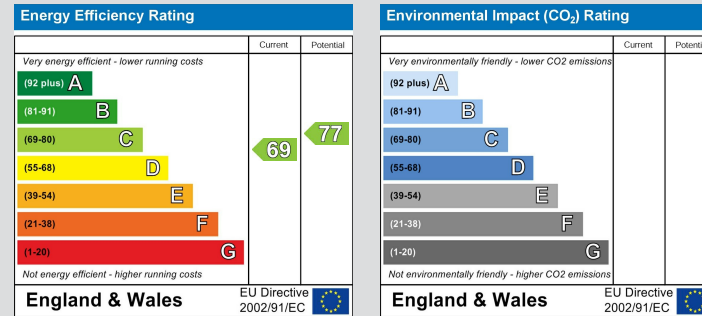 Energy Efficiency Rating
Current Potential
Very energy efficient - lower running costs
(92 plus) A
(81-91) B
(69-80) C
(55-68) D
(39-54) E
(21-38) F
(1-20) G
69
77
Not energy efficient - higher running costs
England & Wales
EU Directive
2002/91/EC
Environmental Impact (CO₂) Rating
Current Potenti
Very environmentally friendly - lower CO2 emissions
(92 plus) A
(81-91) B
(69-80) C
(55-68) D
(39-54) E
(21-38) F
(1-20) G
Not environmentally friendly - higher CO2 emissions
England & Wales
EU Directive
2002/91/EC